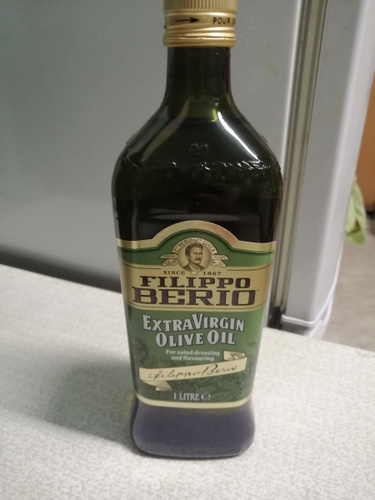 POUR
SINCE 1867
FILIPPO
BERIO
EXTRA VIRGIN
OLIVE OIL
For salad dressing
and flavouring
Filippo Berio
1 LITRE ℮